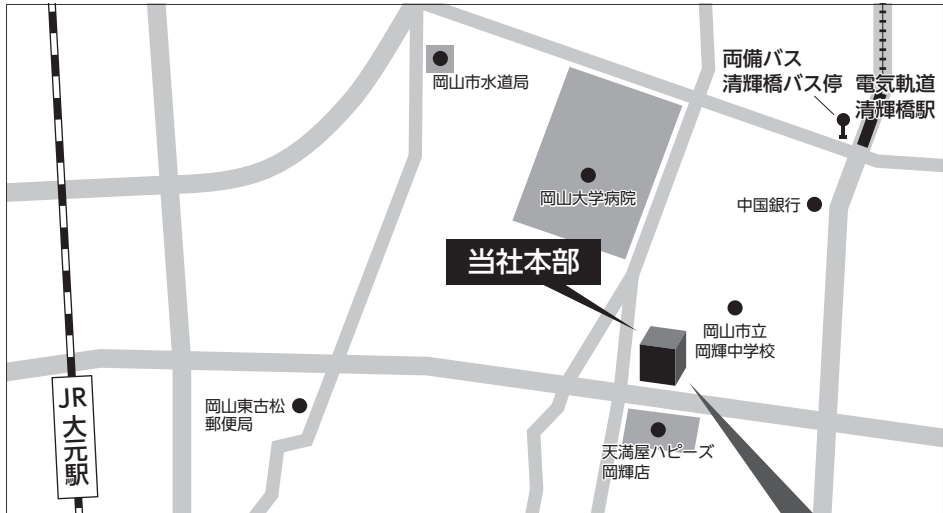 両備バス
清輝橋バス停
電気軌道
清輝橋駅
岡山市水道局
岡山大学病院
中国銀行
当社本部
岡山市立
岡輝中学校
JR
大元駅
岡山東古松
郵便局
天満屋ハピーズ
岡輝店